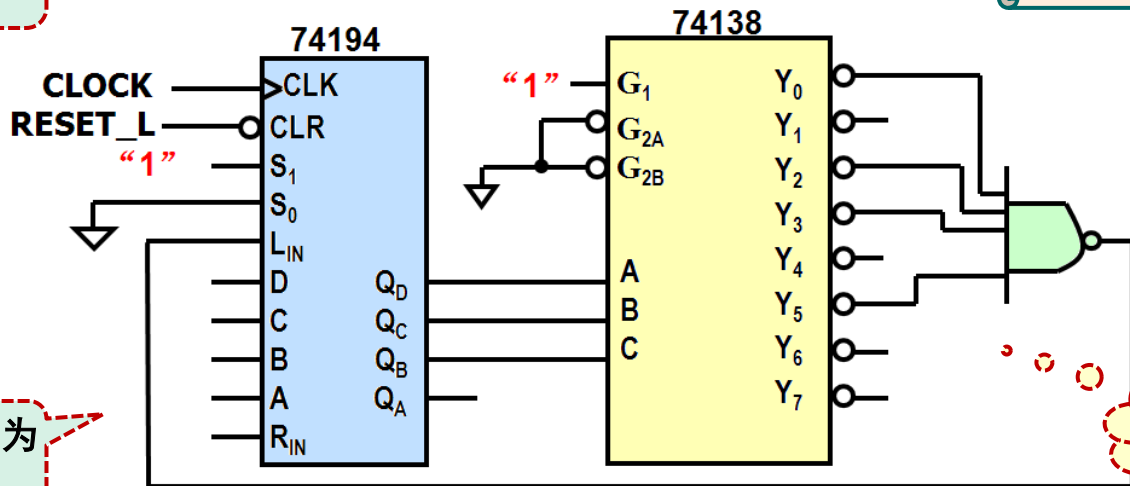 74194
74138
CLOCK
CLK
RESET_L
CLR
“1”
S1
S0
LIN
D
C
B
A
RIN
QD
QC
QB
QA
“1”
G1
G2A
G2B
A
B
C
Y0
Y1
Y2
Y3
Y4
Y5
Y6
Y7
为